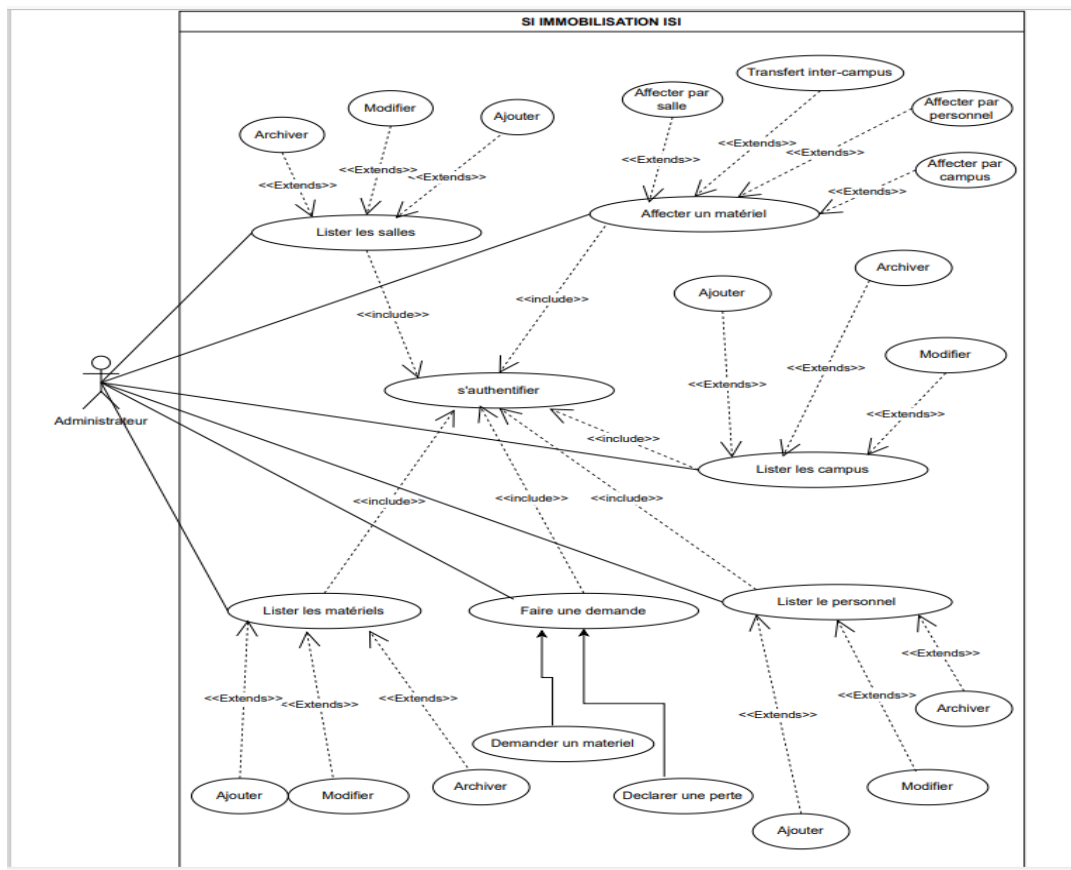 SI IMMOBILISATION ISI
Transfert inter-campus
Affecter par
salle
Modifier
Ajouter
Archiver
Affecter par
personnel
Affecter par
campus
<<Extends>>
<<Extends>>
<<Extends>>
<<Extends>>
<<Extends>>
<<Extends>>
<<Extends>>
Lister les salles
Affecter un matériel
Archiver
Ajouter
<<include>>
<<include>>
Modifier
s'authentifier
Administrateur
<<Extends>>
<<Extends>>
<<Extends>>
<<include>>
Lister les campus
<<include>>
<<include>>
<<include>>
Lister les matériels
Faire une demande
Lister le personnel
<<Extends>>
<<Extends>>
<<Extends>>
<<Extends>>
<<Extends>>
<<Extends>>
Archiver
Demander un materiel
Archiver
Modifier
Ajouter
Modifier
Declarer une perte
Ajouter